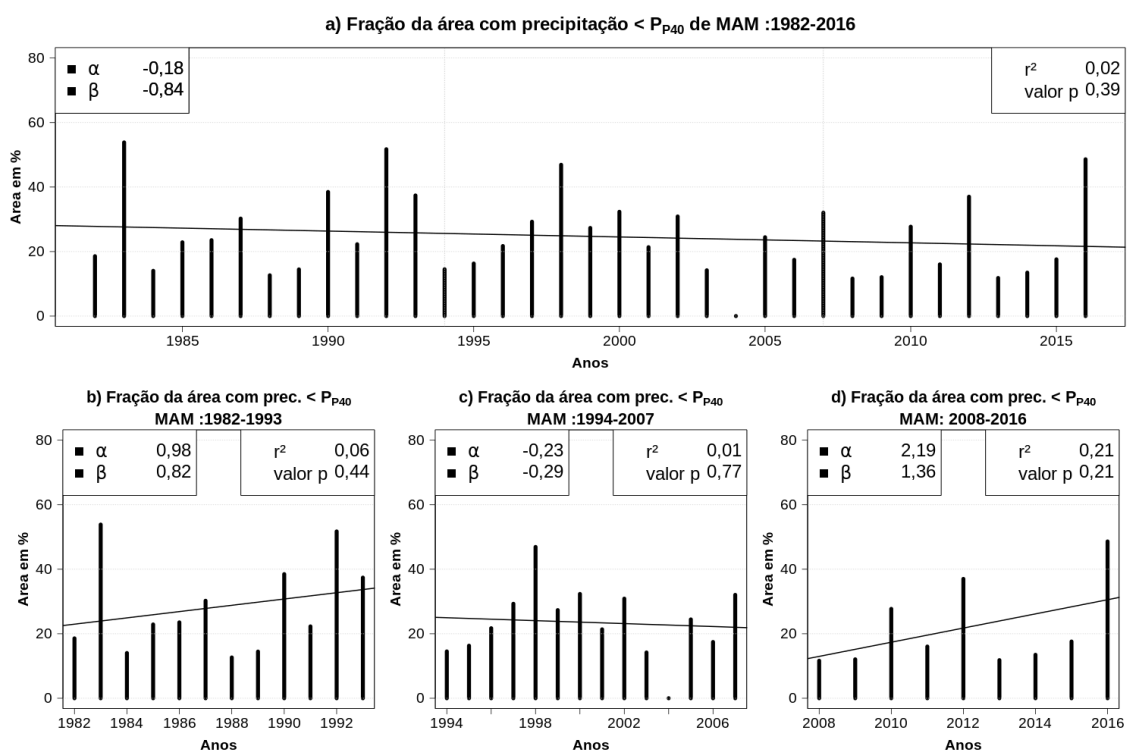 a) Fração da área com precipitação < P_P40 de MAM :1982-2016
α -0,18
β -0,84
r² 0,02
valor p 0,39
80
60
40
20
0
Area em %
1985 1990 1995 2000 2005 2010 2015
Anos
b) Fração da área com prec. < P_P40
MAM :1982-1993
α 0,98
β 0,82
r² 0,06
valor p 0,44
80
60
40
20
0
Area em %
1982 1984 1986 1988 1990 1992
Anos
c) Fração da área com prec. < P_P40
MAM :1994-2007
α -0,23
β -0,29
r² 0,01
valor p 0,77
80
60
40
20
0
Area em %
1994 1998 2002 2006
Anos
d) Fração da área com prec. < P_P40
MAM: 2008-2016
α 2,19
β 1,36
r² 0,21
valor p 0,21
80
60
40
20
0
Area em %
2008 2010 2012 2014 2016
Anos